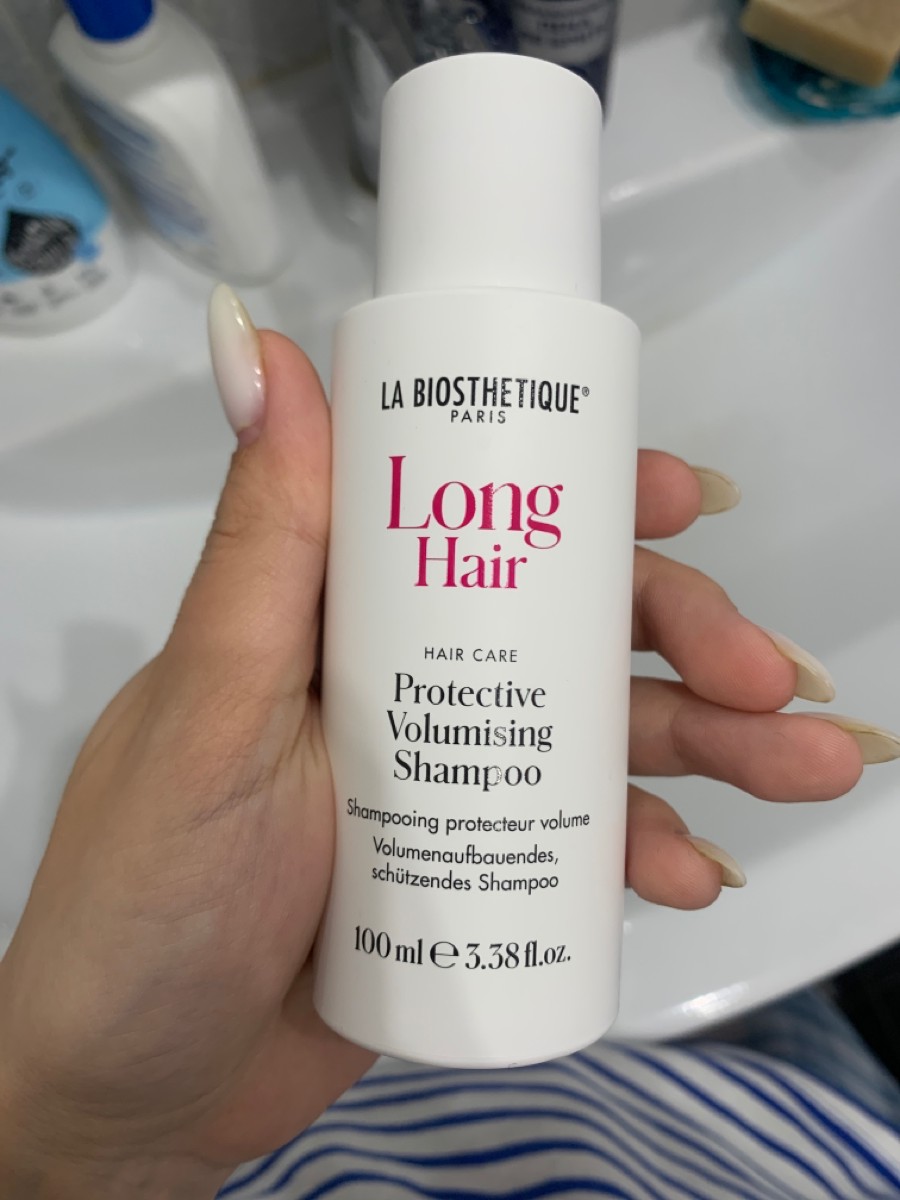 LA BIOSTHETIQUE®
PARIS
Long
Hair
HAIR CARE
Protective
Volumising
Shampoo
Shampooing protecteur volume
Volumenaufbauendes,
schützendes Shampoo
100 ml ℮ 3.38 fl.oz.